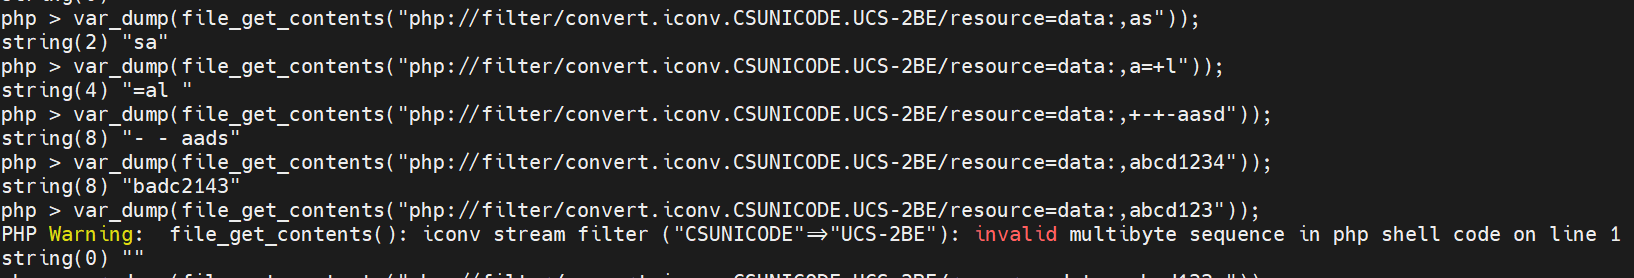 php > var_dump(file_get_contents("php://filter/convert.iconv.CSUNICODE.UCS-2BE/resource=data:,as"));
string(2) "sa"
php > var_dump(file_get_contents("php://filter/convert.iconv.CSUNICODE.UCS-2BE/resource=data:,a=+l"));
string(4) "=al "
php > var_dump(file_get_contents("php://filter/convert.iconv.CSUNICODE.UCS-2BE/resource=data:,+-+-aasd"));
string(8) "- - aads"
php > var_dump(file_get_contents("php://filter/convert.iconv.CSUNICODE.UCS-2BE/resource=data:,abcd1234"));
string(8) "badc2143"
php > var_dump(file_get_contents("php://filter/convert.iconv.CSUNICODE.UCS-2BE/resource=data:,abcd123"));
PHP Warning:  file_get_contents(): iconv stream filter ("CSUNICODE"=>"UCS-2BE"): invalid multibyte sequence in php shell code on line 1
string(0) ""